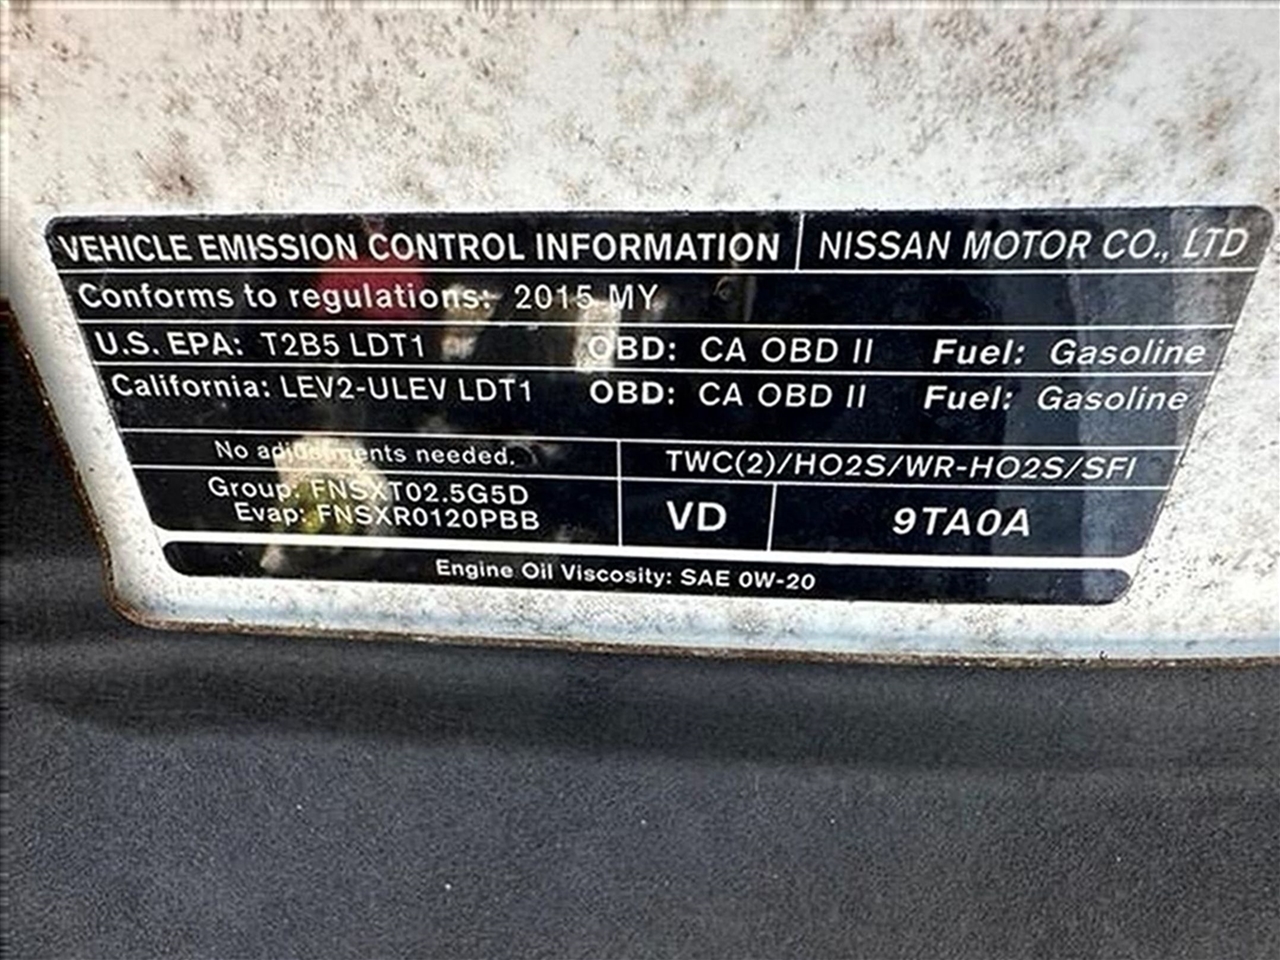 VEHICLE EMISSION CONTROL INFORMATION NISSAN MOTOR CO., LTD
Conforms to regulations: 2015 MY
U.S. EPA: T2B5 LDT1 OBD: CA OBD II Fuel: Gasoline
California: LEV2-ULEV LDT1 OBD: CA OBD II Fuel: Gasoline
No adjustments needed. TWC(2)/HO2S/WR-HO2S/SFI
Group: FNSXT02.5G5D
Evap: FNSXR0120PBB
VD 9TA0A
Engine Oil Viscosity: SAE 0W-20